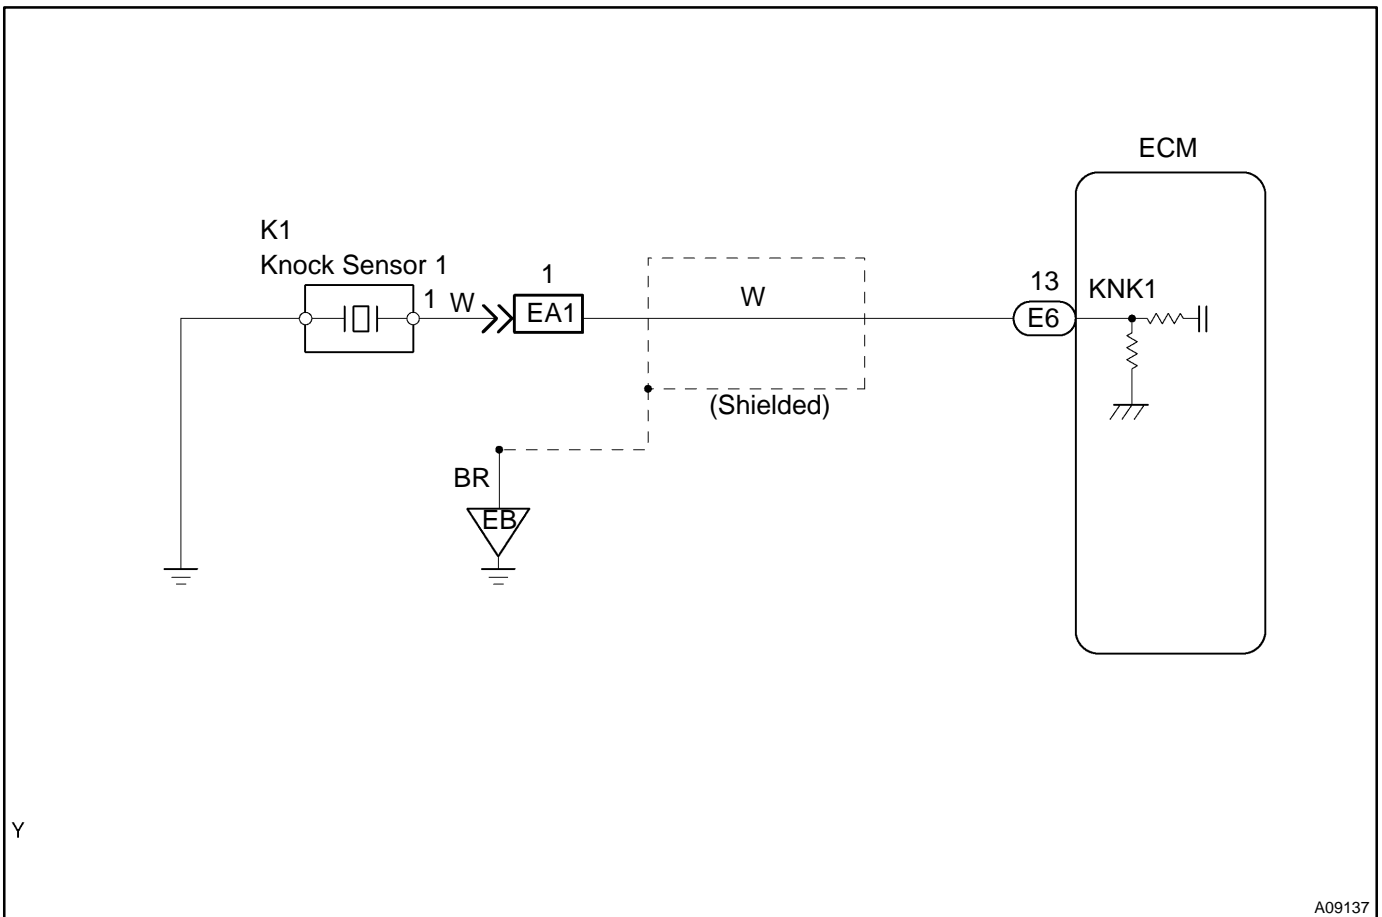 ECM
K1
Knock Sensor 1
1
W
1
EA1
W
(Shielded)
13
E6
KNK1
BR
EB
Y
A09137